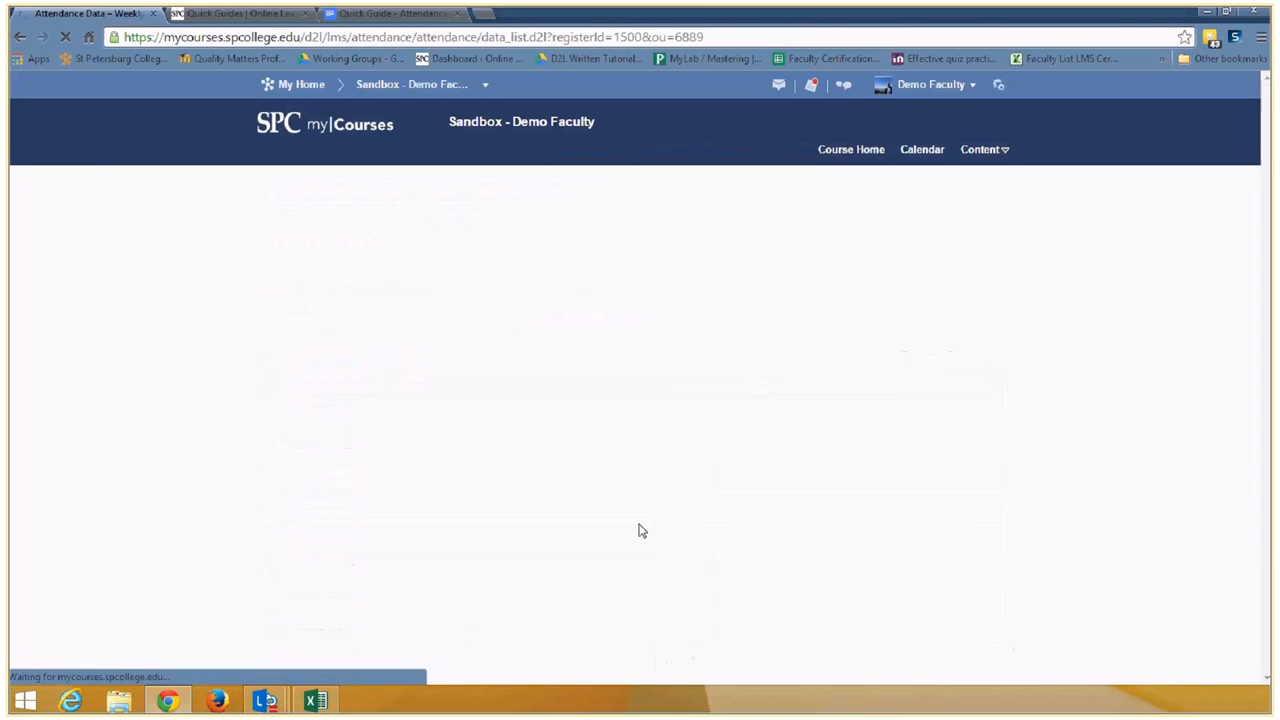 Attendance Data – Weekly
Quick Guides | Online Lea
Quick Guide - Attendance
https://mycourses.spcollege.edu/d2l/lms/attendance/attendance/data_list.d2l?registerId=1500&ou=6889
43
Apps
St Petersburg Colleg...
Quality Matters Prof...
Working Groups - G...
SPC
Dashboard - Online ...
D2L Written Tutorial...
MyLab / Mastering |...
Faculty Certification...
Effective quiz practi...
Faculty List LMS Cer...
»
Other bookmarks
My Home
Sandbox - Demo Fac...
Demo Faculty
SPC my|Courses
Sandbox - Demo Faculty
Course Home
Calendar
Content
Waiting for mycourses.spcollege.edu...